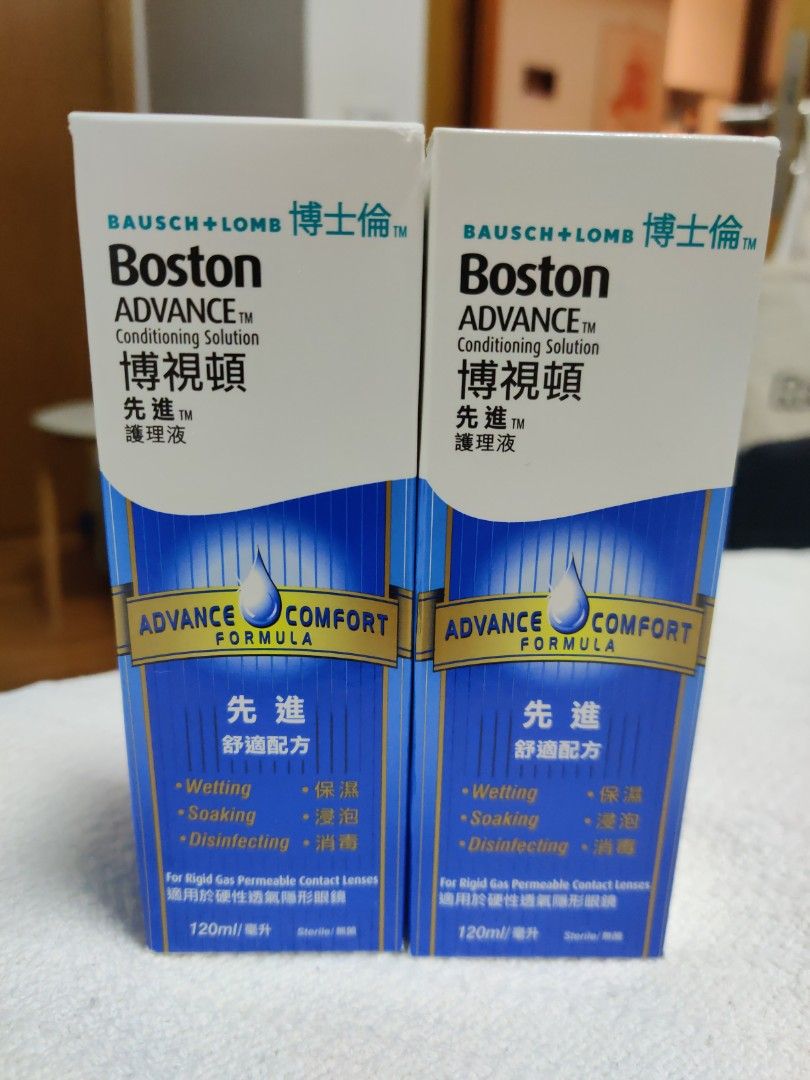 BAUSCH+LOMB 博士倫™
Boston
ADVANCE™
Conditioning Solution
博視頓
先進™
護理液
ADVANCE COMFORT
FORMULA
先進
舒適配方
• Wetting • 保濕
• Soaking • 浸泡
• Disinfecting • 消毒
For Rigid Gas Permeable Contact Lenses
適用於硬性透氣隱形眼鏡
120ml/毫升 Sterile/無菌
BAUSCH+LOMB 博士倫™
Boston
ADVANCE™
Conditioning Solution
博視頓
先進™
護理液
ADVANCE COMFORT
FORMULA
先進
舒適配方
• Wetting • 保濕
• Soaking • 浸泡
• Disinfecting • 消毒
For Rigid Gas Permeable Contact Lenses
適用於硬性透氣隱形眼鏡
120ml/毫升 Sterile/無菌